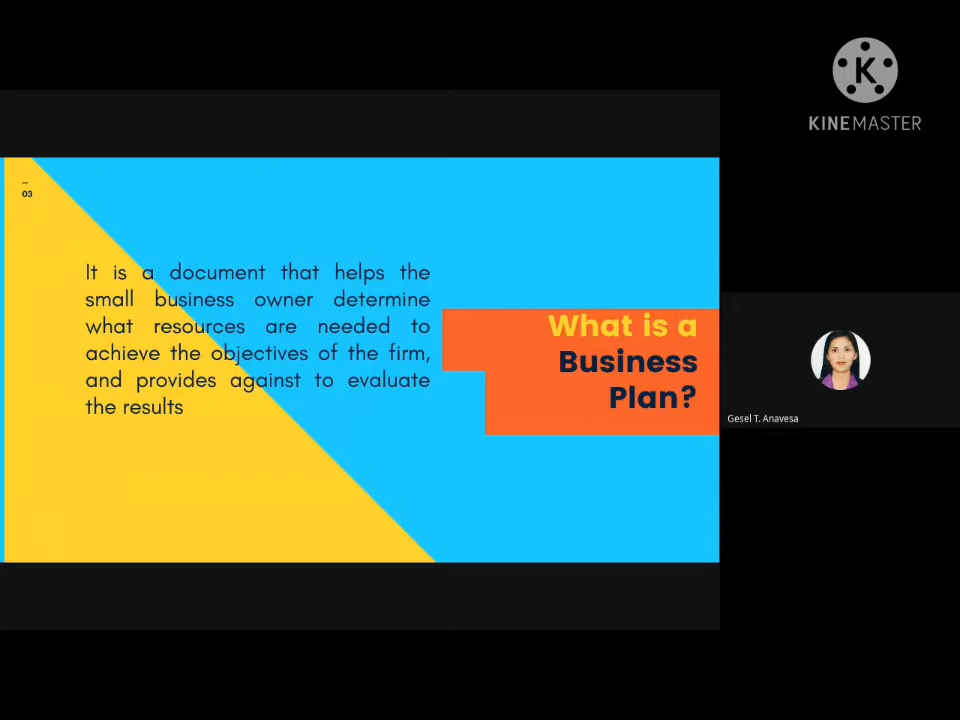 KINEMASTER
03
It is a document that helps the
small business owner determine
what resources are needed to
achieve the objectives of the firm,
and provides against to evaluate
the results
What is a
Business
Plan?
Gesel T. Anavesa